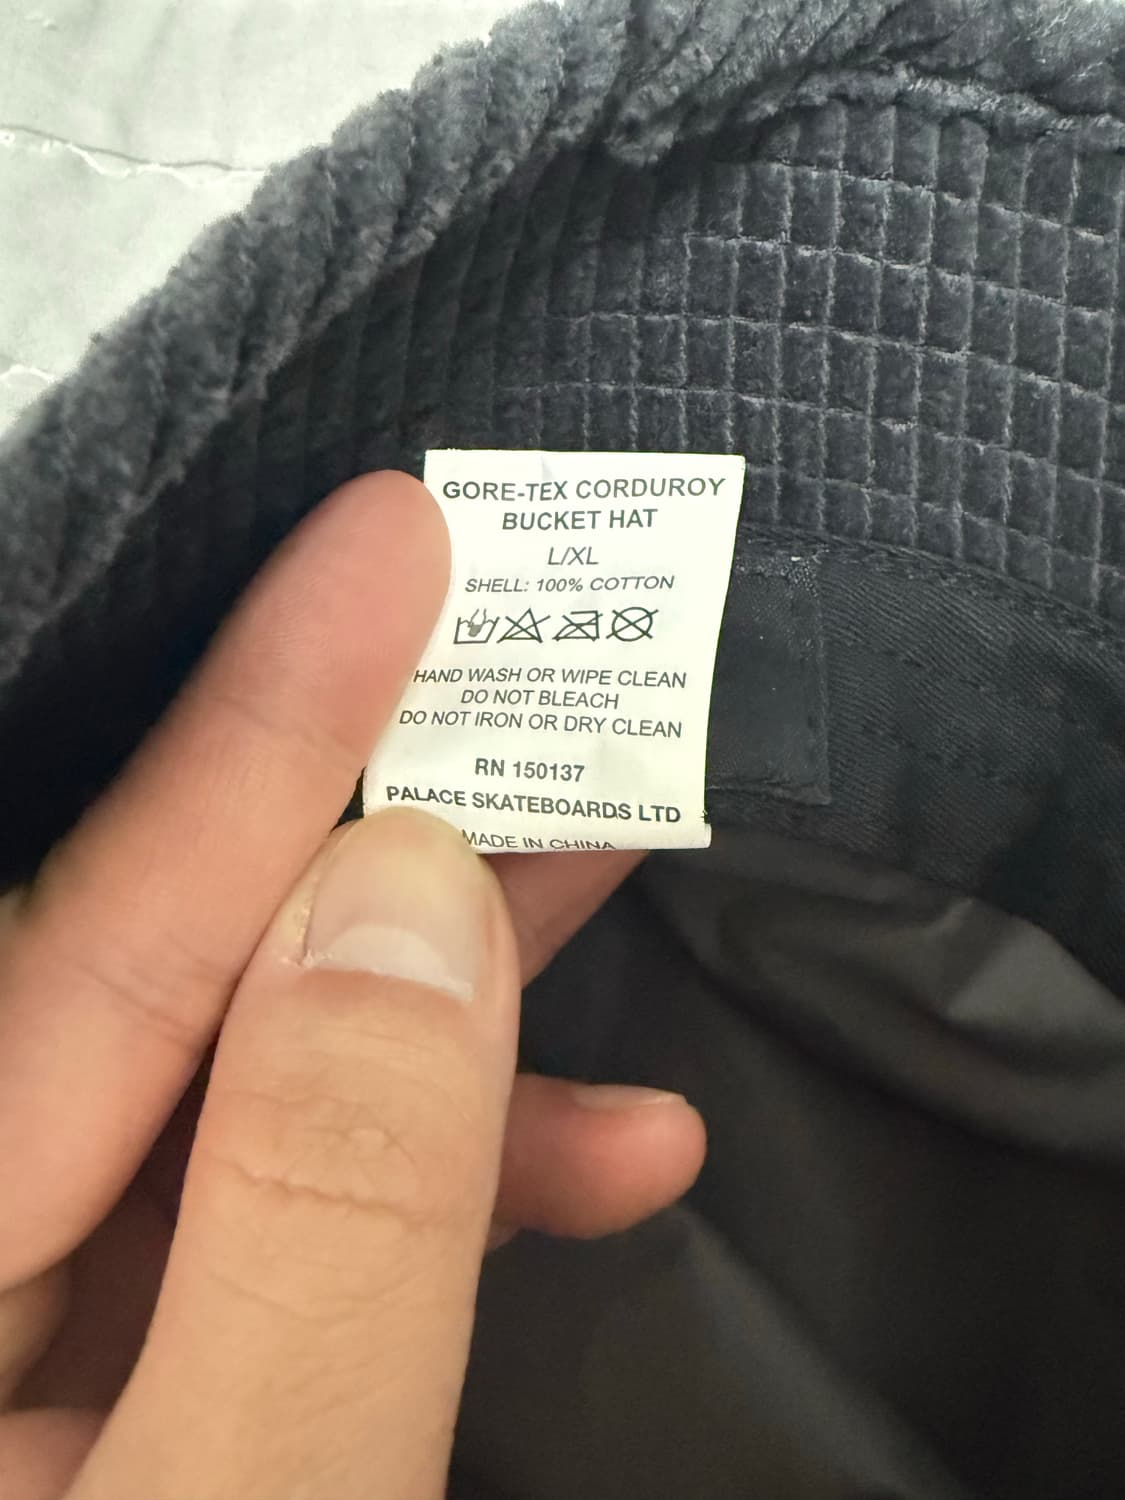 GORE-TEX CORDUROY
BUCKET HAT
L/XL
SHELL: 100% COTTON
HAND WASH OR WIPE CLEAN
DO NOT BLEACH
DO NOT IRON OR DRY CLEAN
RN 150137
PALACE SKATEBOARDS LTD
MADE IN CHINA